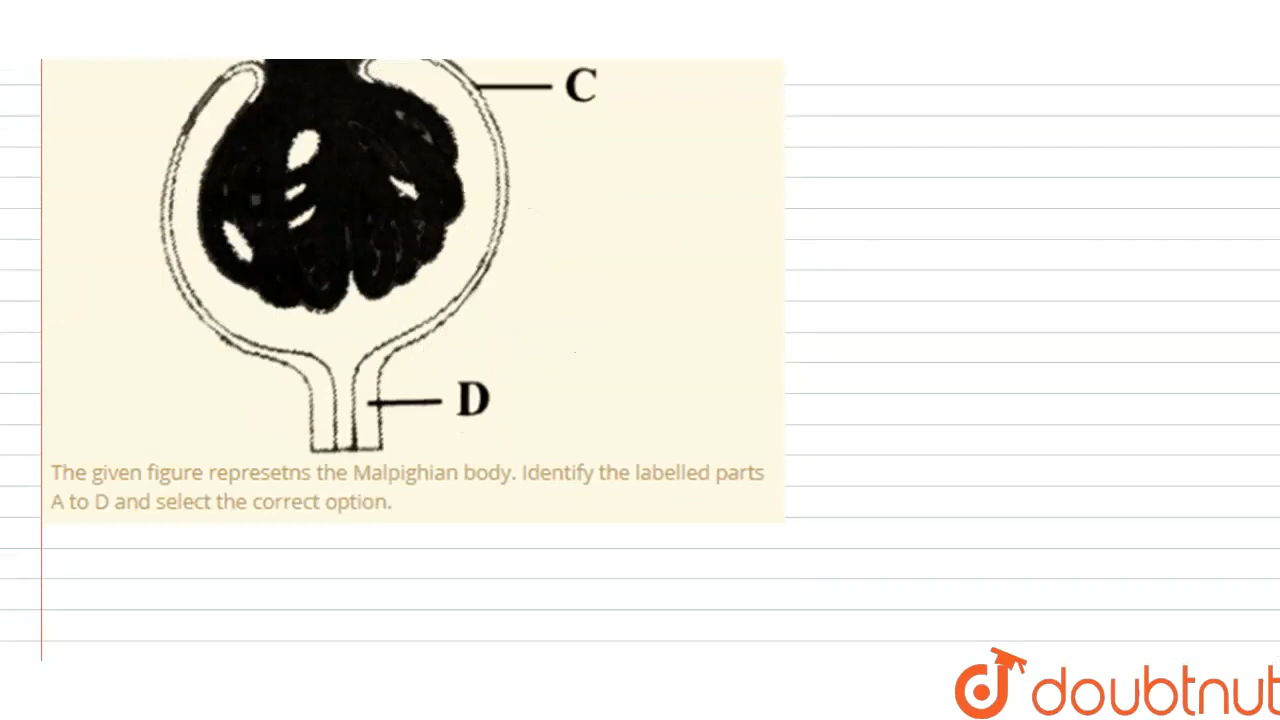 C
D
The given figure represetns the Malpighian body. Identify the labelled parts
A to D and select the correct option.
doubtnut